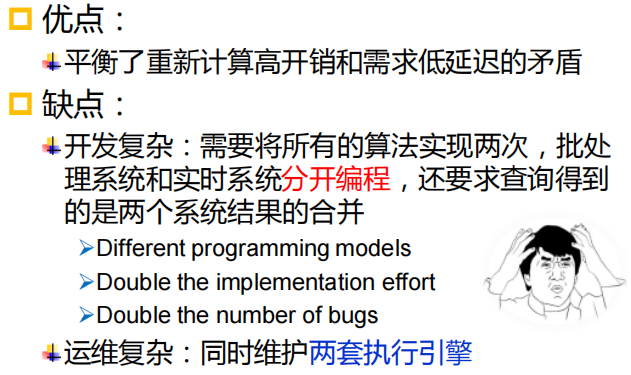 优点：
平衡了重新计算高开销和需求低延迟的矛盾
缺点：
开发复杂：需要将所有的算法实现两次，批处
理系统和实时系统分开编程，还要求查询得到
的是两个系统结果的合并
Different programming models
Double the implementation effort
Double the number of bugs
运维复杂：同时维护两套执行引擎